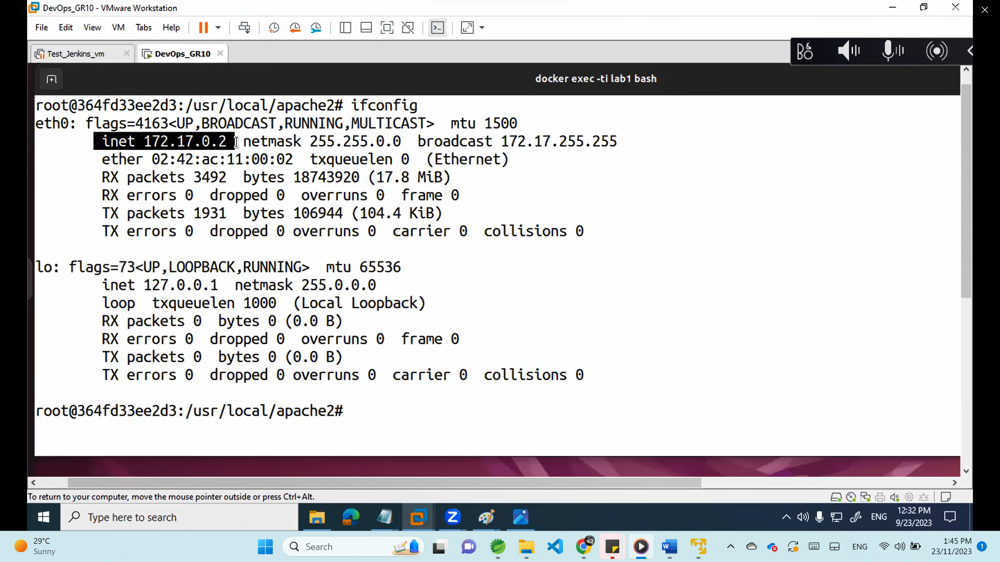 DevOps_GR10 - VMware Workstation
File Edit View VM Tabs Help
Test_Jenkins_vm DevOps_GR10
docker exec -ti lab1 bash
root@364fd33ee2d3:/usr/local/apache2# ifconfig
eth0: flags=4163<UP,BROADCAST,RUNNING,MULTICAST> mtu 1500
inet 172.17.0.2 netmask 255.255.0.0 broadcast 172.17.255.255
ether 02:42:ac:11:00:02 txqueuelen 0 (Ethernet)
RX packets 3492 bytes 18743920 (17.8 MiB)
RX errors 0 dropped 0 overruns 0 frame 0
TX packets 1931 bytes 106944 (104.4 KiB)
TX errors 0 dropped 0 overruns 0 carrier 0 collisions 0
lo: flags=73<UP,LOOPBACK,RUNNING> mtu 65536
inet 127.0.0.1 netmask 255.0.0.0
loop txqueuelen 1000 (Local Loopback)
RX packets 0 bytes 0 (0.0 B)
RX errors 0 dropped 0 overruns 0 frame 0
TX packets 0 bytes 0 (0.0 B)
TX errors 0 dropped 0 overruns 0 carrier 0 collisions 0
root@364fd33ee2d3:/usr/local/apache2#
To return to your computer, move the mouse pointer outside or press Ctrl+Alt.
Type here to search
ENG
12:32 PM
9/23/2023
29°C
Sunny
Search
ENG
1:45 PM
23/11/2023
1